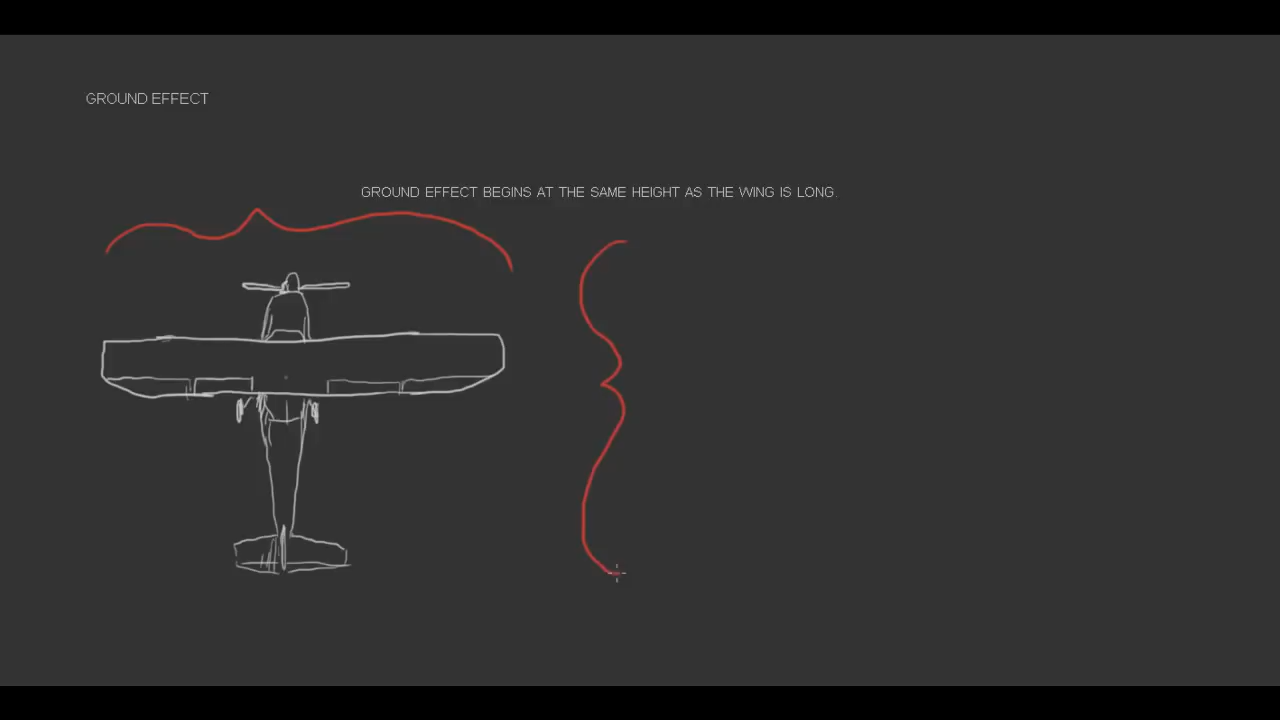 GROUND EFFECT
GROUND EFFECT BEGINS AT THE SAME HEIGHT AS THE WING IS LONG.